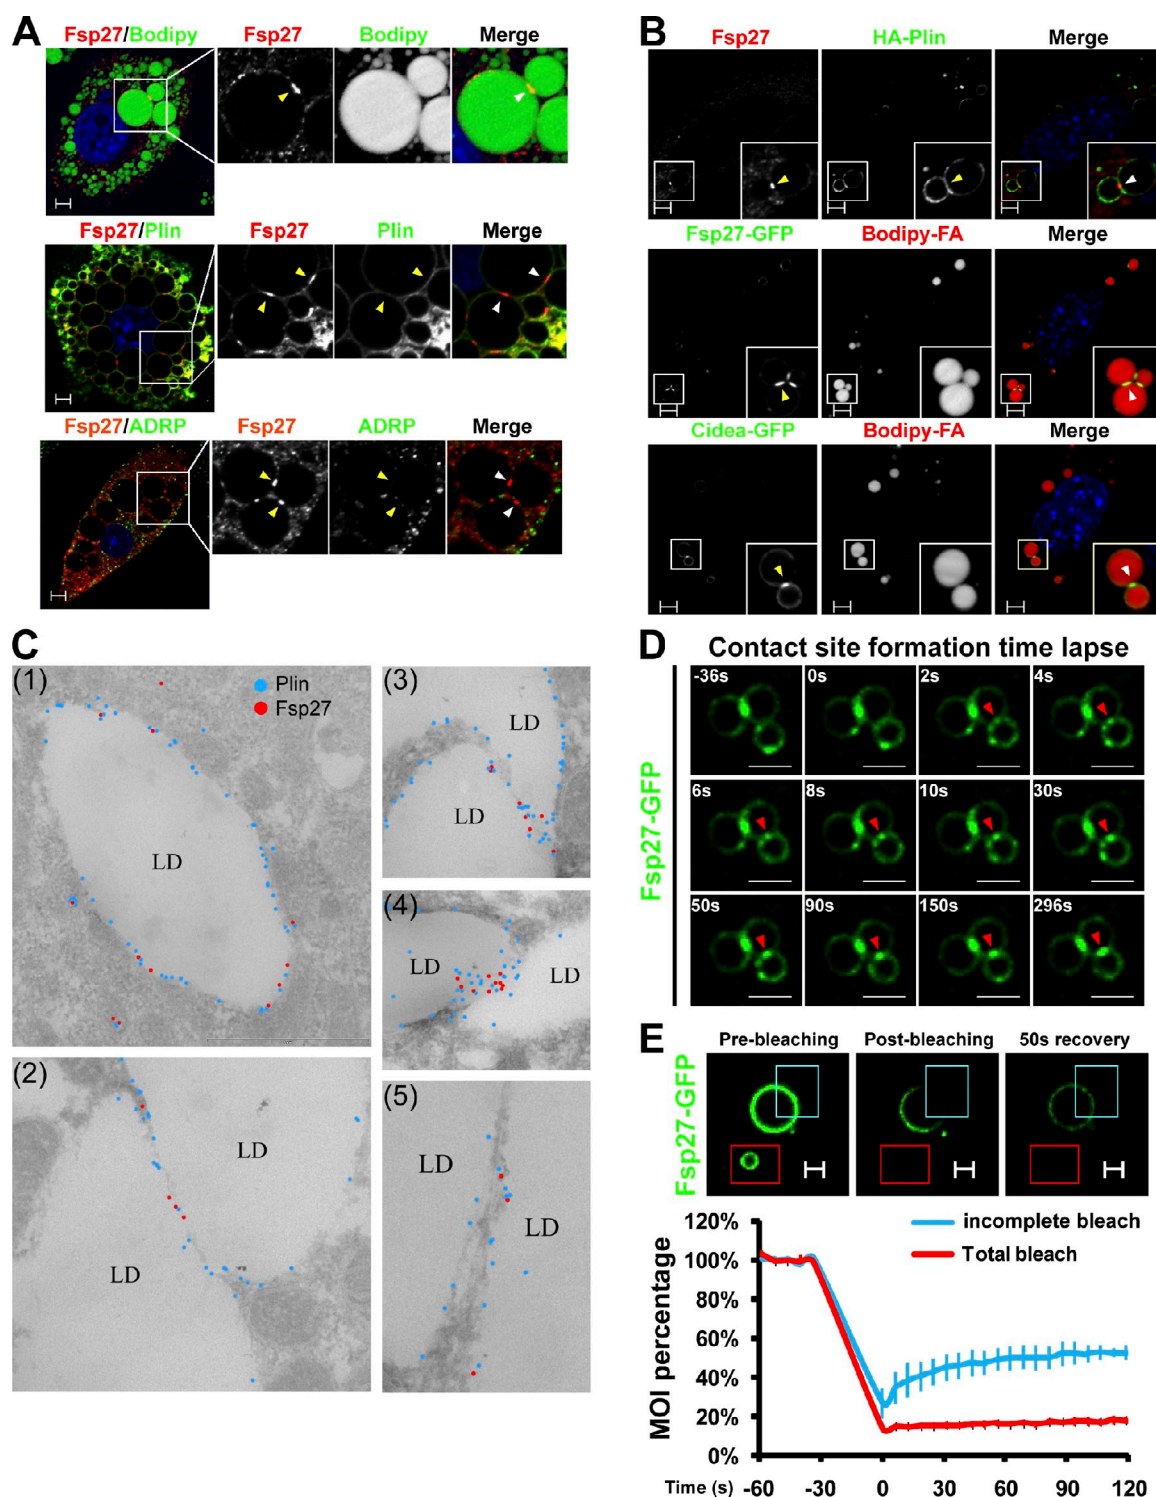 A
Fsp27/Bodipy Fsp27 Bodipy Merge
Fsp27/Plin Fsp27 Plin Merge
Fsp27/ADRP Fsp27 ADRP Merge
B
Fsp27 HA-Plin Merge
Fsp27-GFP Bodipy-FA Merge
Cidea-GFP Bodipy-FA Merge
C
(1)
Plin
Fsp27
LD
(2)
LD
LD
(3)
LD
LD
(4)
LD
LD
(5)
LD
LD
D
Contact site formation time lapse
Fsp27-GFP
-36s 0s 2s 4s
6s 8s 10s 30s
50s 90s 150s 296s
E
Pre-bleaching Post-bleaching 50s recovery
Fsp27-GFP
incomplete bleach
Total bleach
MOI percentage
120%
100%
80%
60%
40%
20%
0%
Time (s) -60 -30 0 30 60 90 120